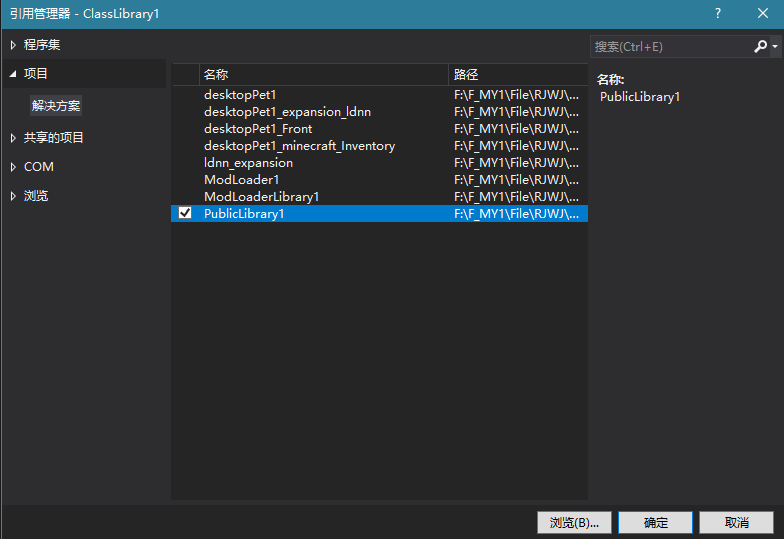 引用管理器 - ClassLibrary1
?
程序集
项目
解决方案
共享的项目
COM
浏览
名称 路径
desktopPet1 F:\F_MY1\File\RJWJ\...
desktopPet1_expansion_ldnn F:\F_MY1\File\RJWJ\...
desktopPet1_Front F:\F_MY1\File\RJWJ\...
desktopPet1_minecraft_Inventory F:\F_MY1\File\RJWJ\...
ldnn_expansion F:\F_MY1\File\RJWJ\...
ModLoader1 F:\F_MY1\File\RJWJ\...
ModLoaderLibrary1 F:\F_MY1\File\RJWJ\...
PublicLibrary1 F:\F_MY1\File\RJWJ\...
搜索(Ctrl+E)
名称:
PublicLibrary1
浏览(B)... 确定 取消